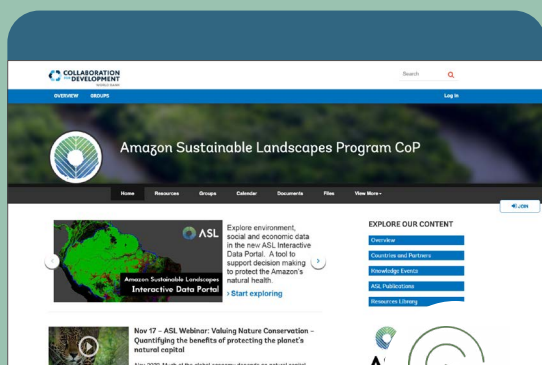 COLLABORATION
FOR DEVELOPMENT
WORLD BANK
Search
OVERVIEW GROUPS
Log in
Amazon Sustainable Landscapes Program CoP
Home Resources Groups Calendar Documents Files View More
JOIN
ASL
Amazon Sustainable Landscapes
Interactive Data Portal
Explore environment,
social and economic data
in the new ASL Interactive
Data Portal. A tool to
support decision making
to protect the Amazon's
natural health.
› Start exploring
EXPLORE OUR CONTENT
Overview
Countries and Partners
Knowledge Events
ASL Publications
Resources Library
Nov 17 – ASL Webinar: Valuing Nature Conservation –
Quantifying the benefits of protecting the planet's
natural capital